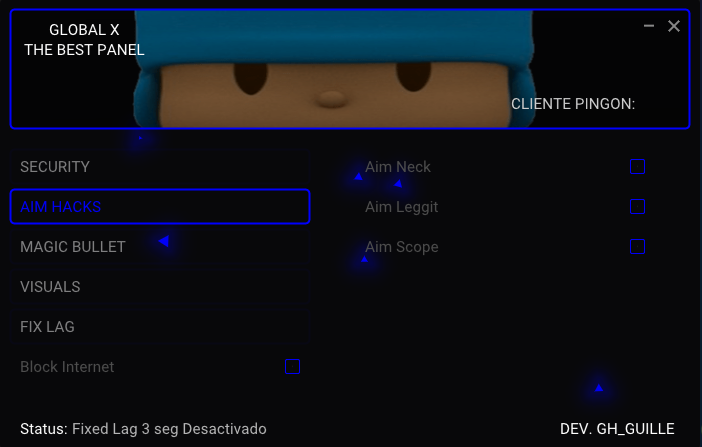 GLOBAL X
THE BEST PANEL
CLIENTE PINGON:
SECURITY
AIM HACKS
MAGIC BULLET
VISUALS
FIX LAG
Block Internet
Aim Neck
Aim Leggit
Aim Scope
Status: Fixed Lag 3 seg Desactivado
DEV. GH_GUILLE